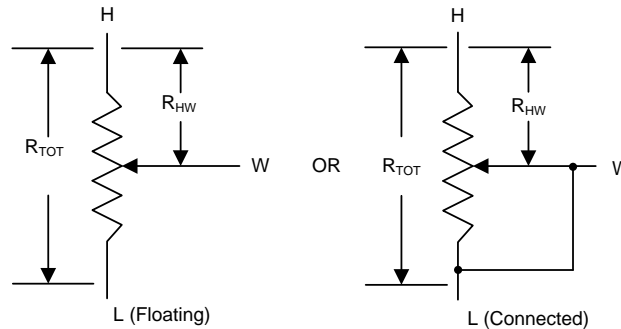 H
R_TOT
R_HW
W
L (Floating)
OR
H
R_TOT
R_HW
W
L (Connected)